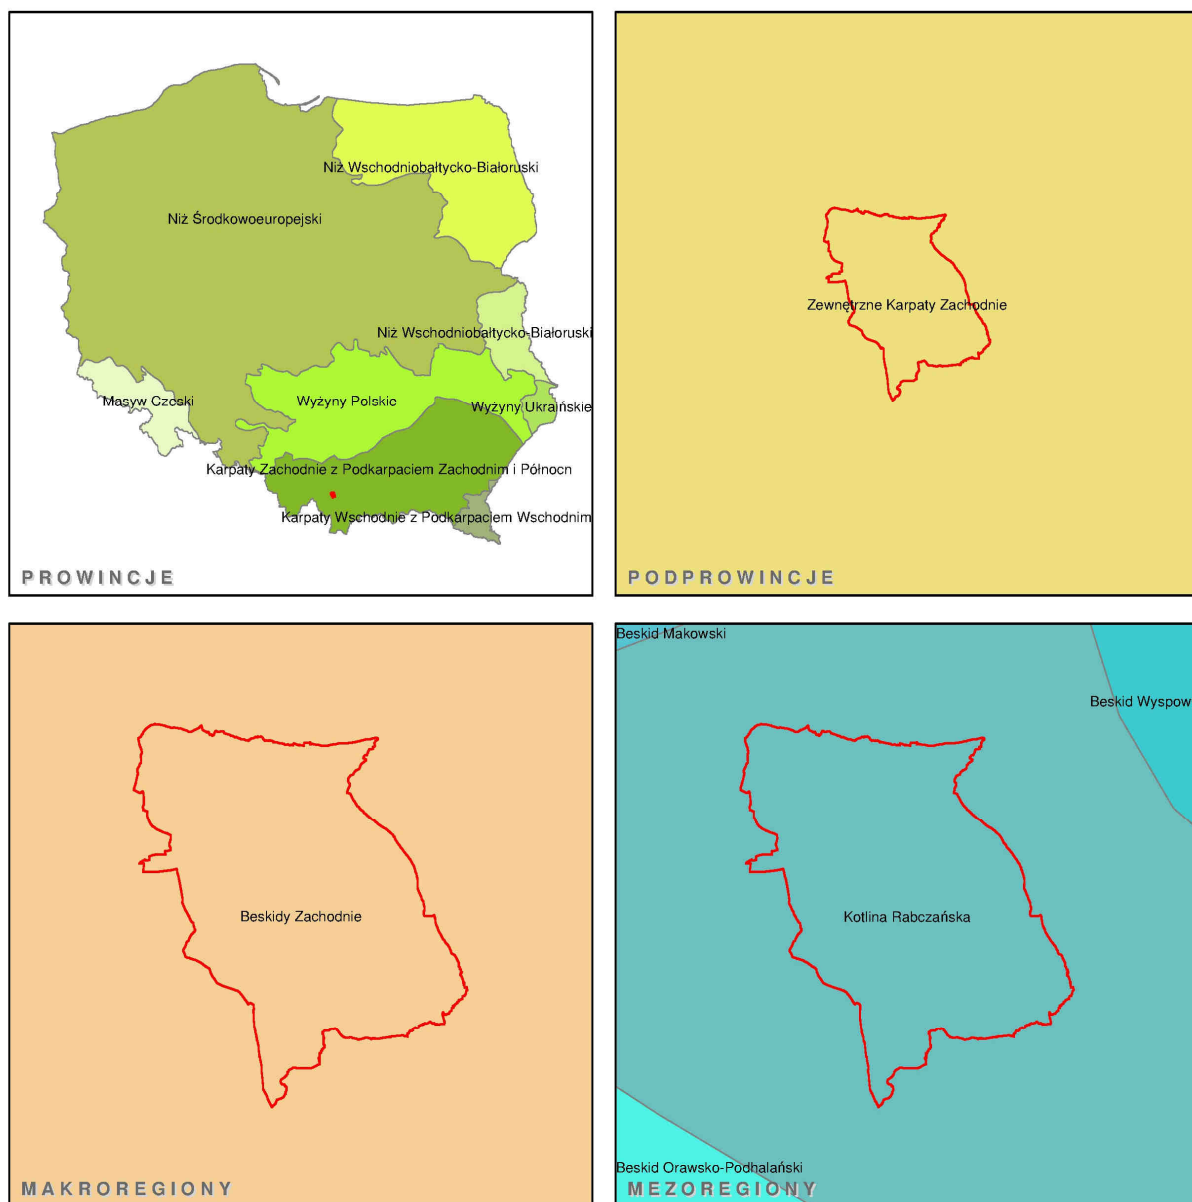 Niż Wschodniobałtycko-Białoruski
Niż Środkowoeuropejski
Niż Wschodniobałtycko-Białoruski
Masyw Czeski
Wyżyny Polskie
Wyżyny Ukraińskie
Karpaty Zachodnie z Podkarpaciem Zachodnim i Północn
Karpaty Wschodnie z Podkarpaciem Wschodnim
PROWINCJE
Zewnętrzne Karpaty Zachodnie
PODPROWINCJE
Beskidy Zachodnie
MAKROREGIONY
Beskid Makowski
Beskid Wyspow
Kotlina Rabczańska
Beskid Orawsko-Podhalański
MEZOREGIONY